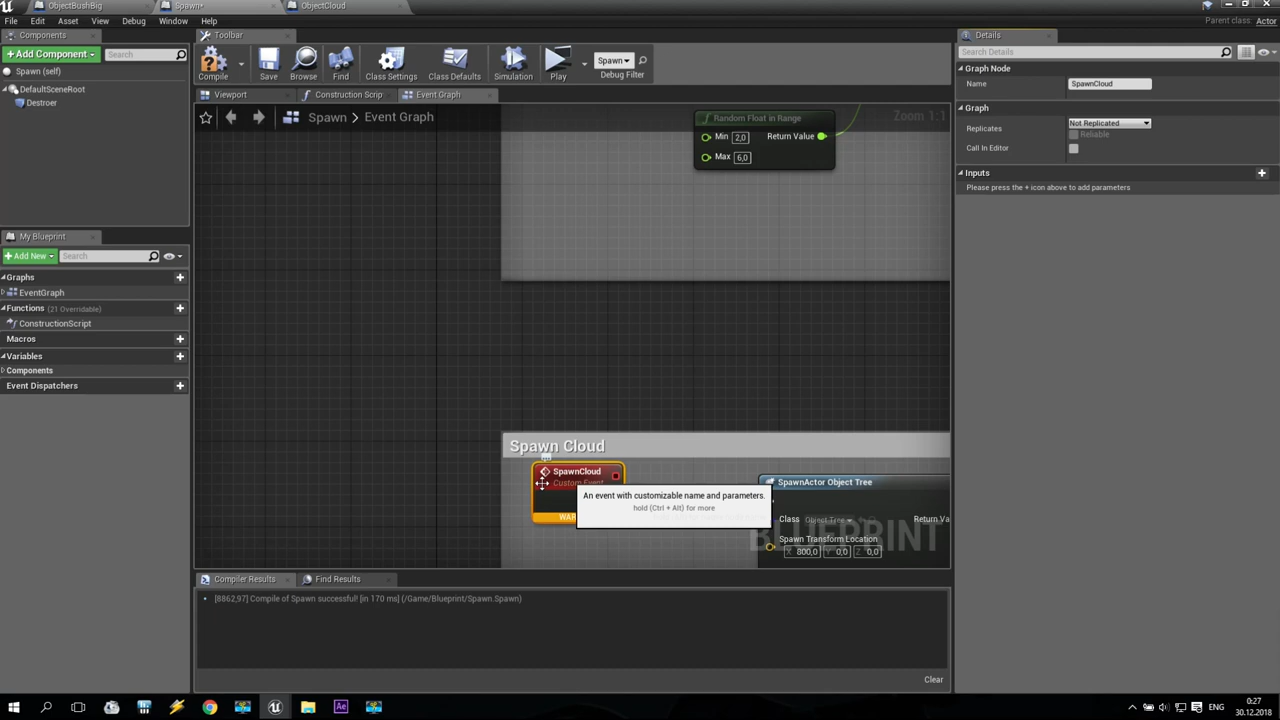 ObjectBushBig
Spawn*
ObjectCloud
File
Edit
Asset
View
Debug
Window
Help
Parent class: Actor
Components
+Add Component
Search
Spawn (self)
DefaultSceneRoot
Destroer
Toolbar
Compile
Save
Browse
Find
Class Settings
Class Defaults
Simulation
Play
Spawn
Debug Filter
Viewport
Construction Scrip
Event Graph
Spawn > Event Graph
Zoom 1:1
Random Float in Range
Min 2,0
Return Value
Max 6,0
My Blueprint
+Add New
Search
Graphs
EventGraph
Functions (21 Overridable)
ConstructionScript
Macros
Variables
Components
Event Dispatchers
Spawn Cloud
SpawnCloud
Custom Event
WAR
An event with customizable name and parameters.
hold (Ctrl + Alt) for more
SpawnActor Object Tree
Class Object Tree
Return Va
Spawn Transform Location
X 800,0 Y 0,0 Z 0,0
BLUEPRINT
Compiler Results
Find Results
[8862,97] Compile of Spawn successful! [in 170 ms] (/Game/Blueprint/Spawn.Spawn)
Clear
Details
Search Details
Graph Node
Name
SpawnCloud
Graph
Replicates
Not Replicated
Reliable
Call In Editor
Inputs
Please press the + icon above to add parameters
Ae
ENG
0:27
30.12.2018